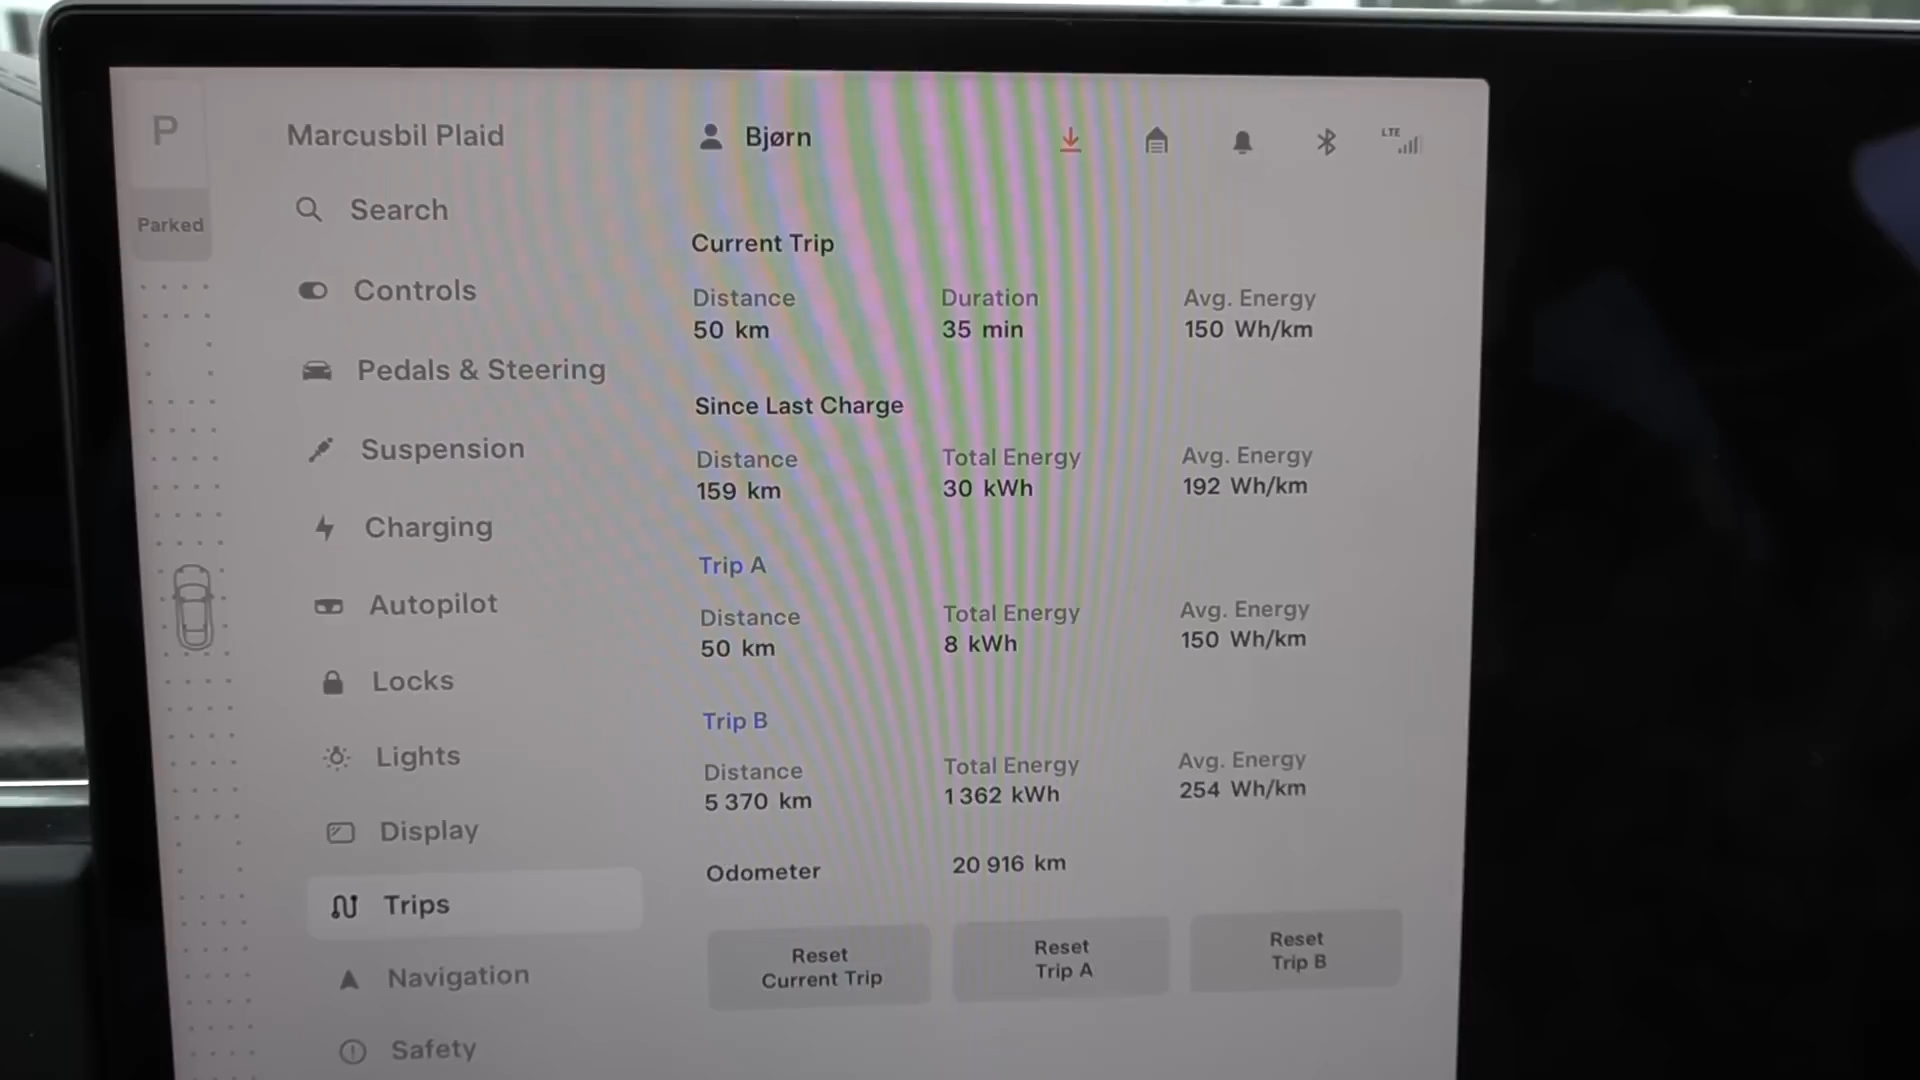 P
Parked
Marcusbil Plaid
Bjørn
LTE
Search
Controls
Pedals & Steering
Suspension
Charging
Autopilot
Locks
Lights
Display
Trips
Navigation
Safety
Current Trip
Distance Duration Avg. Energy
50 km 35 min 150 Wh/km
Since Last Charge
Distance Total Energy Avg. Energy
159 km 30 kWh 192 Wh/km
Trip A
Distance Total Energy Avg. Energy
50 km 8 kWh 150 Wh/km
Trip B
Distance Total Energy Avg. Energy
5 370 km 1 362 kWh 254 Wh/km
Odometer 20 916 km
Reset
Current Trip
Reset
Trip A
Reset
Trip B